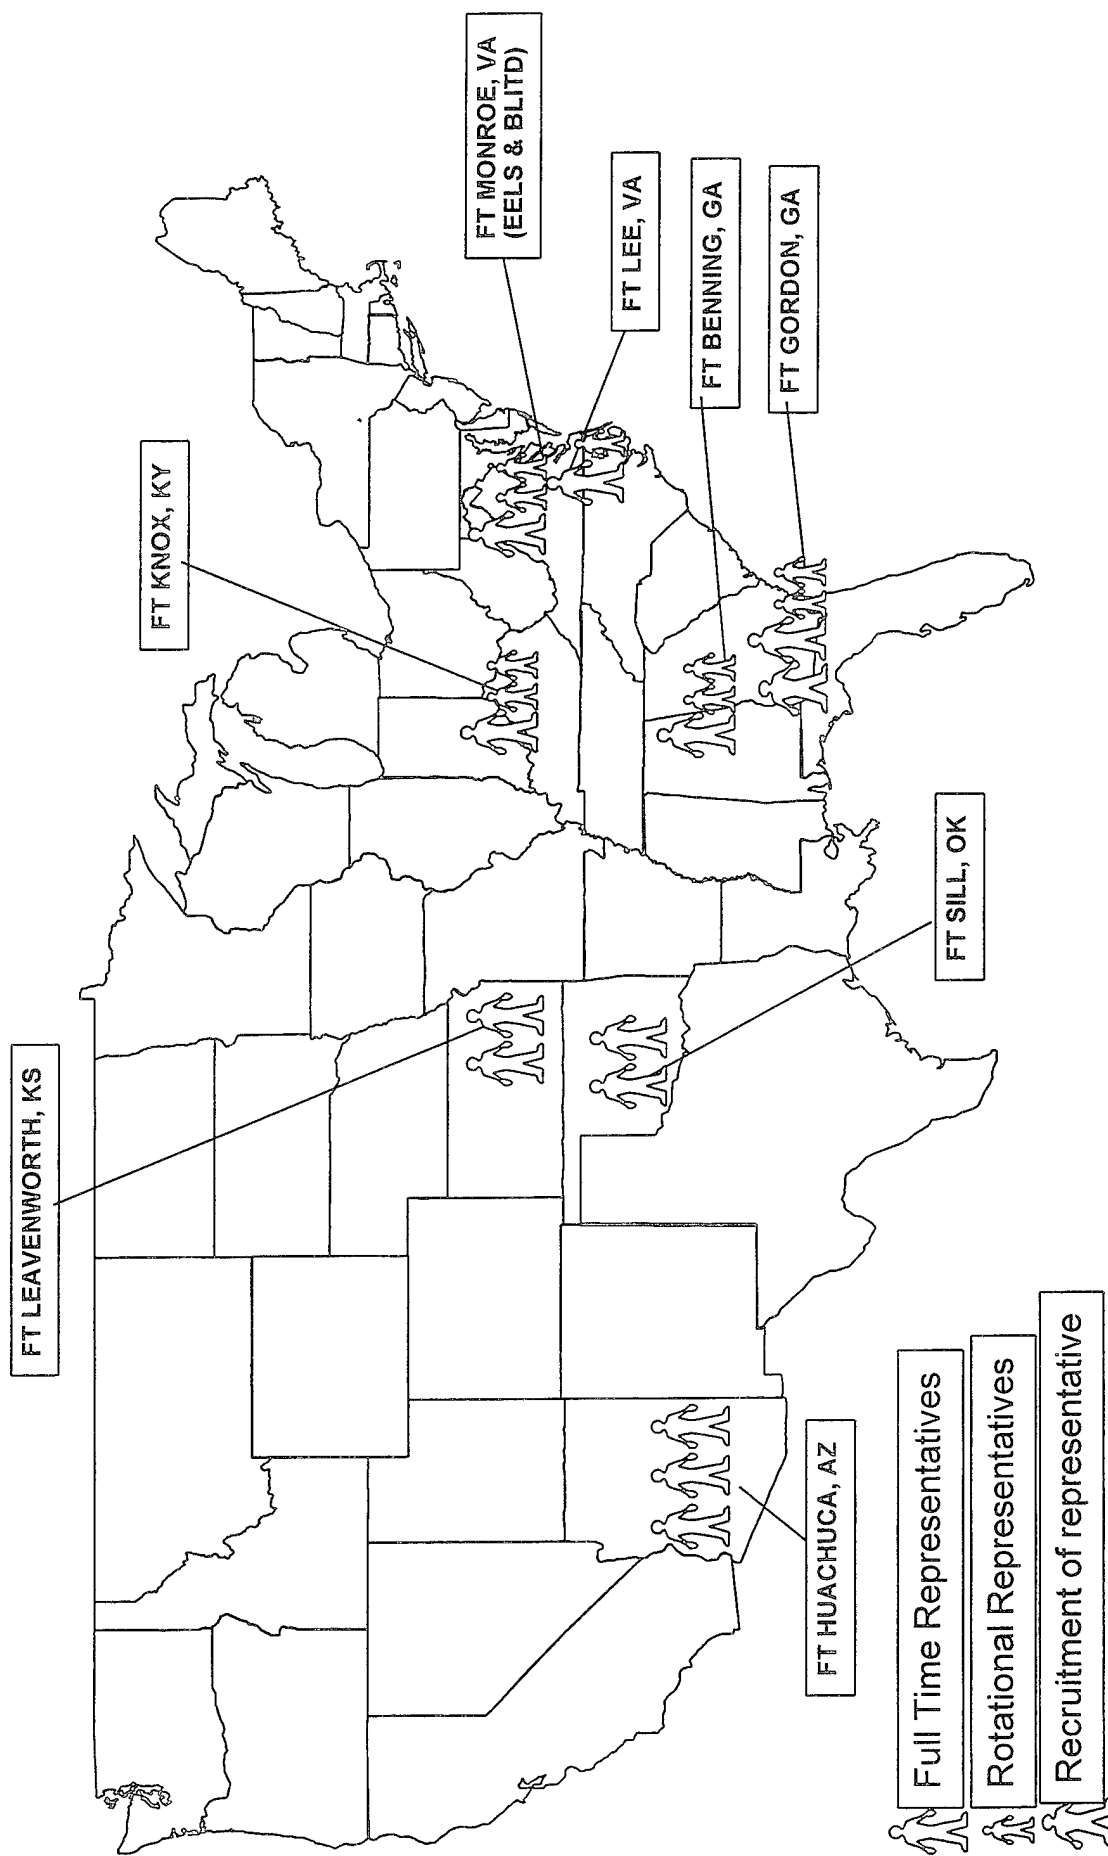 FT LEAVENWORTH, KS
FT KNOX, KY
FT MONROE, VA
(EELS & BLITD)
FT LEE, VA
FT BENNING, GA
FT GORDON, GA
FT SILL, OK
FT HUACHUCA, AZ
Full Time Representatives
Rotational Representatives
Recruitment of representative